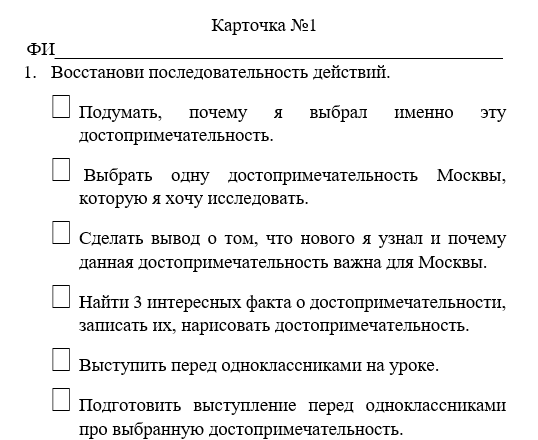 Карточка №1
ФИ
1. Восстанови последовательность действий.
Подумать, почему я выбрал именно эту
достопримечательность.
Выбрать одну достопримечательность Москвы,
которую я хочу исследовать.
Сделать вывод о том, что нового я узнал и почему
данная достопримечательность важна для Москвы.
Найти 3 интересных факта о достопримечательности,
записать их, нарисовать достопримечательность.
Выступить перед одноклассниками на уроке.
Подготовить выступление перед одноклассниками
про выбранную достопримечательность.